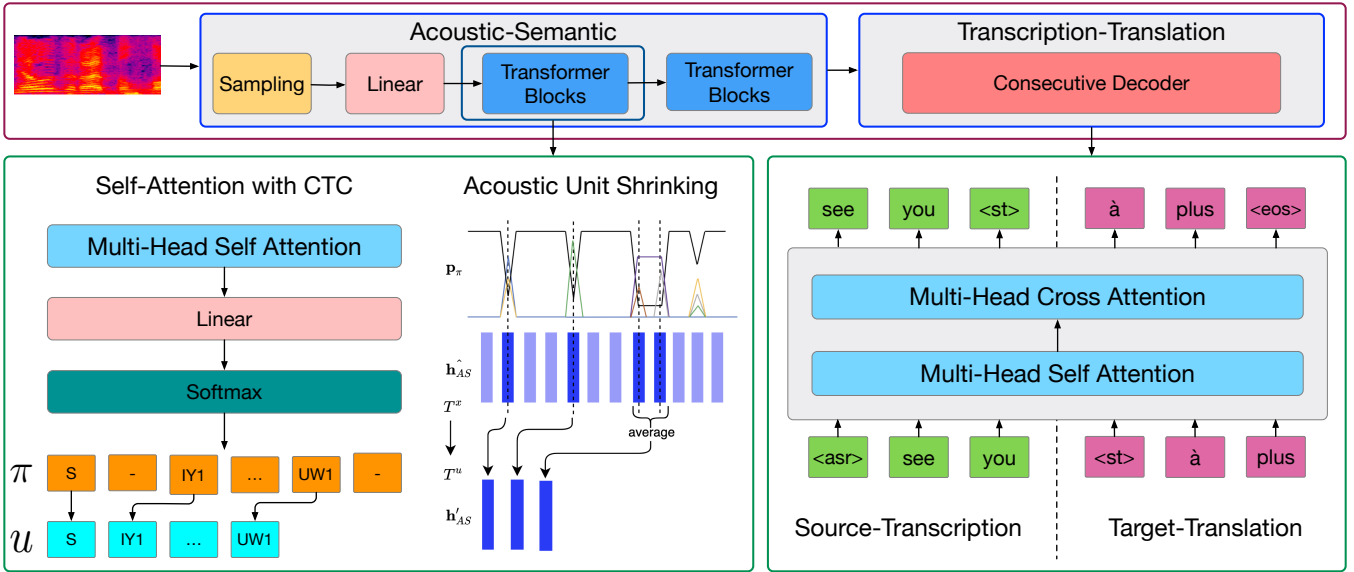 Acoustic-Semantic
Sampling
Linear
Transformer
Blocks
Transformer
Blocks
Transcription-Translation
Consecutive Decoder
Self-Attention with CTC
Multi-Head Self Attention
Linear
Softmax
π
S
-
IY1
...
UW1
-
u
S
IY1
...
UW1
Acoustic Unit Shrinking
p_π
ĥ_AS
T^x
average
T^u
h′_AS
see
you
<st>
à
plus
<eos>
Multi-Head Cross Attention
Multi-Head Self Attention
<asr>
see
you
<st>
à
plus
Source-Transcription
Target-Translation